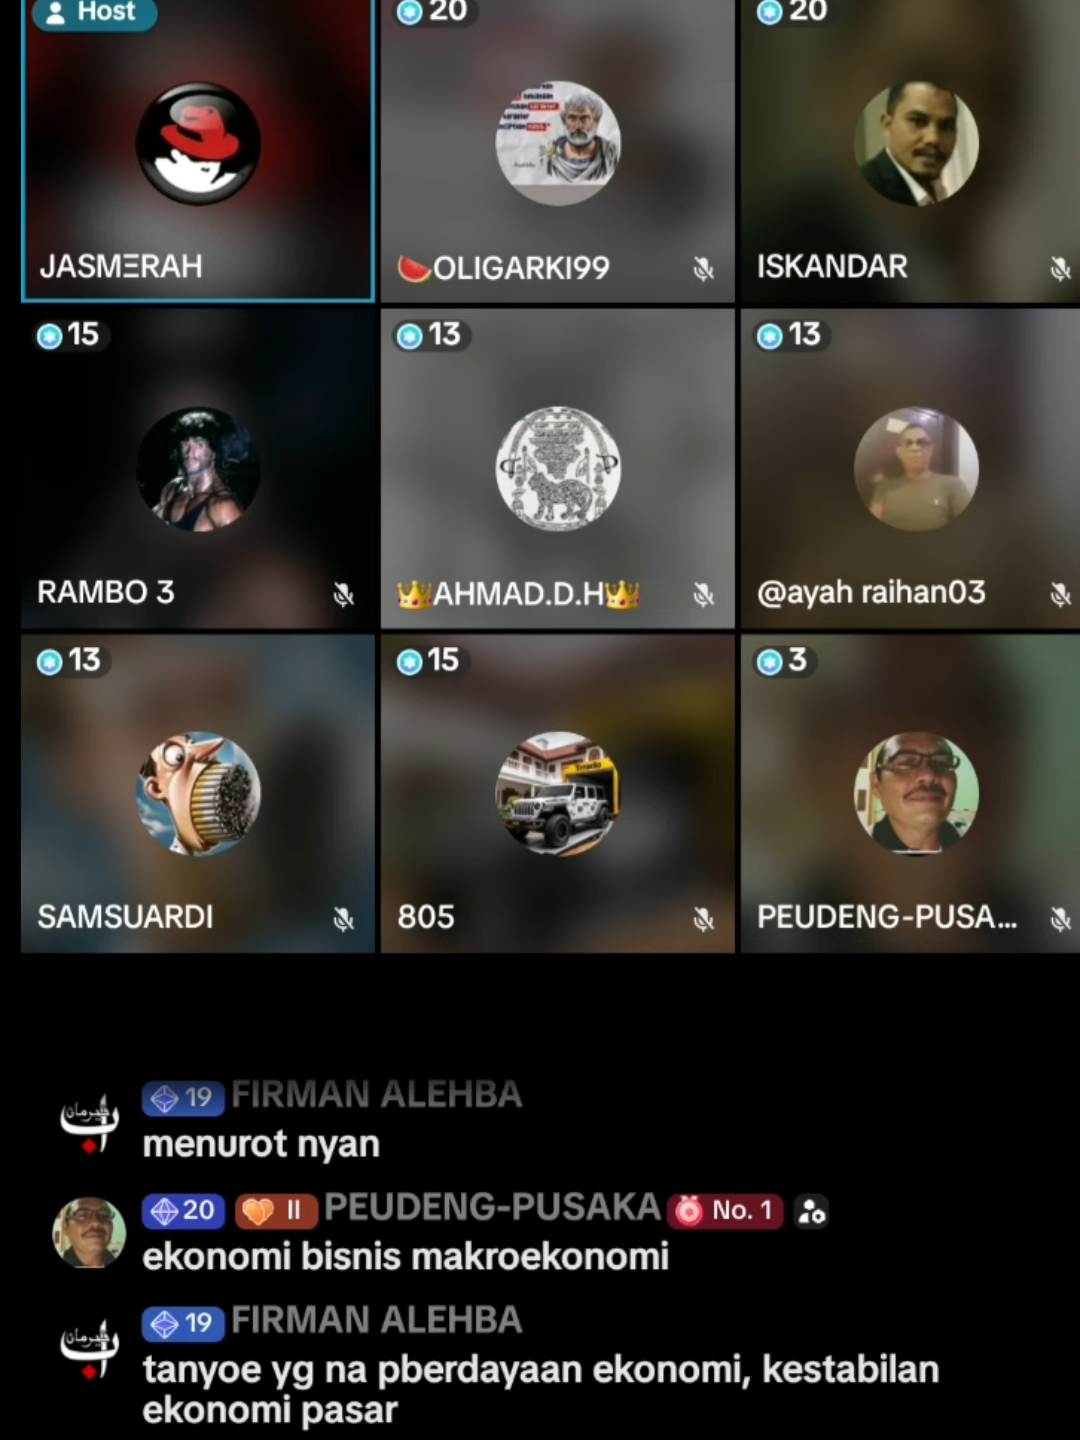 Host
20
20
JASMΞRAH
🍉OLIGARKI99
ISKANDAR
15
13
13
RAMBO 3
👑AHMAD.D.H👑
@ayah raihan03
13
15
3
SAMSUARDI
805
PEUDENG-PUSA...
19 FIRMAN ALEHBA
menurot nyan
20 II PEUDENG-PUSAKA No. 1
ekonomi bisnis makroekonomi
19 FIRMAN ALEHBA
tanyoe yg na pberdayaan ekonomi, kestabilan
ekonomi pasar